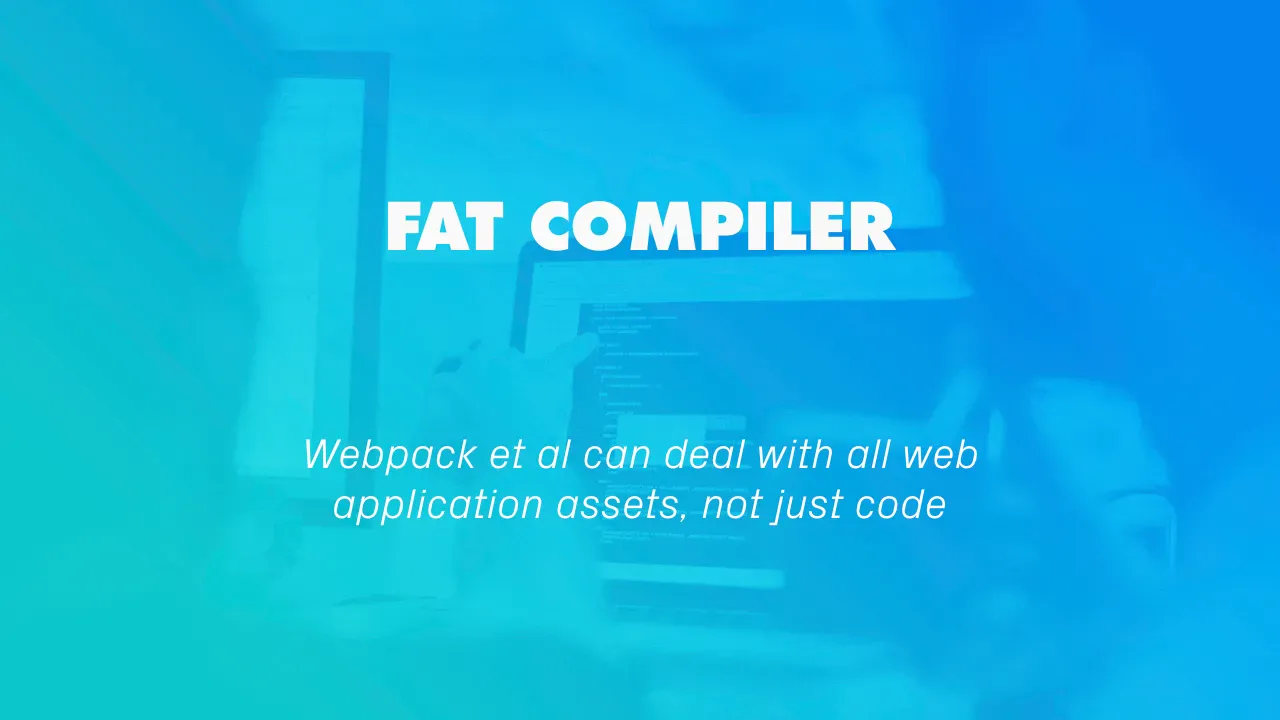 FAT COMPILER
Webpack et al can deal with all web
application assets, not just code